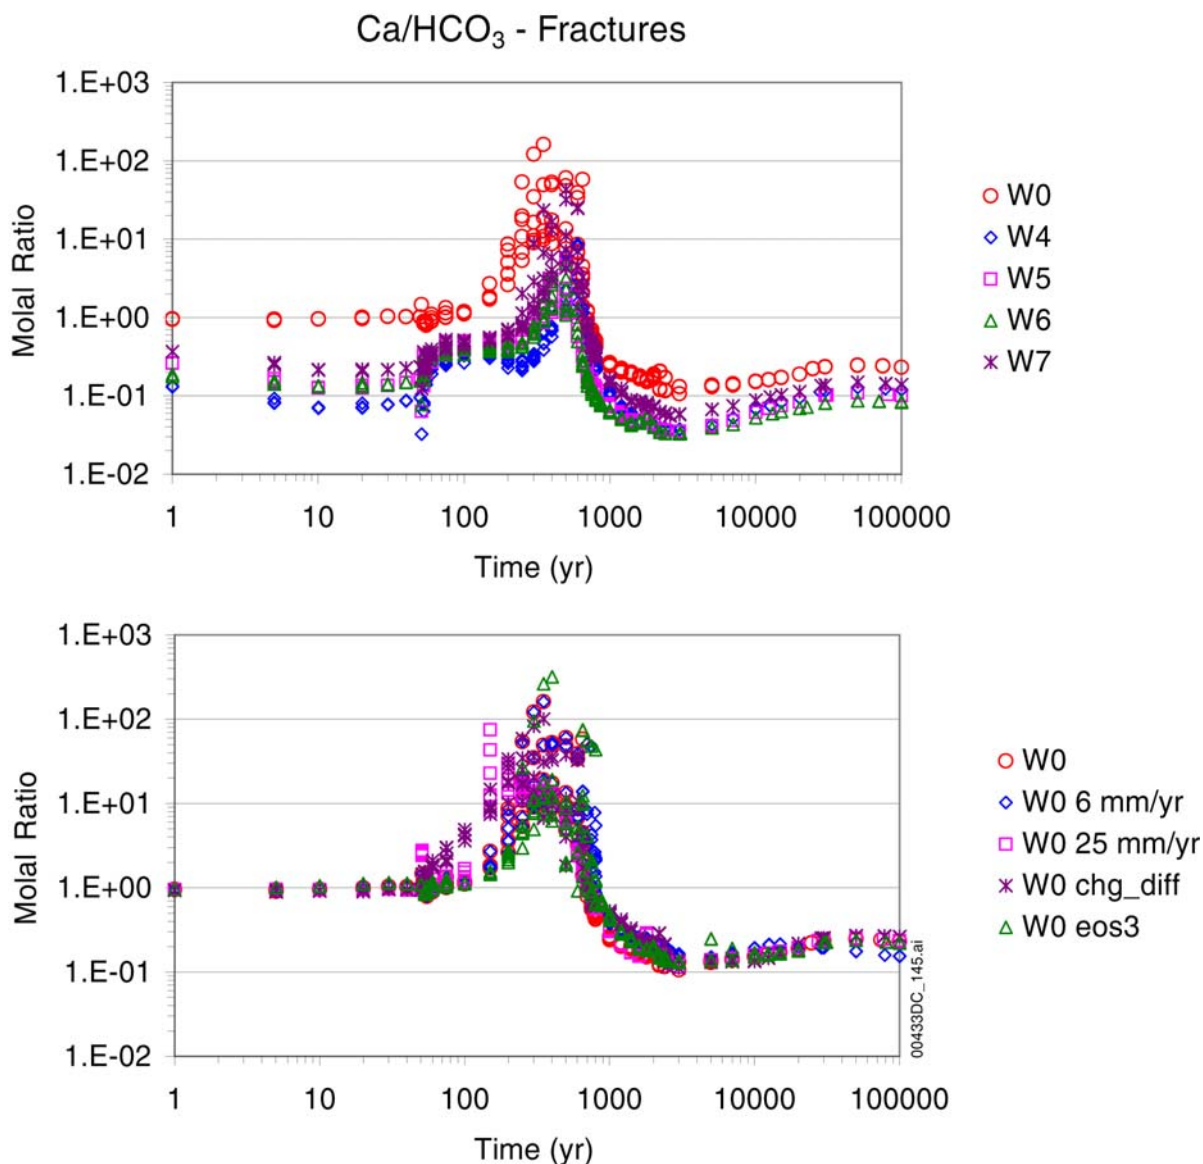 Ca/HCO₃ - Fractures
1.E+03
1.E+02
1.E+01
1.E+00
1.E-01
1.E-02
Molal Ratio
1 10 100 1000 10000 100000
Time (yr)
W0
W4
W5
W6
W7
1.E+03
1.E+02
1.E+01
1.E+00
1.E-01
1.E-02
Molal Ratio
1 10 100 1000 10000 100000
Time (yr)
W0
W0 6 mm/yr
W0 25 mm/yr
W0 chg_diff
W0 eos3
00433DC_145.ai